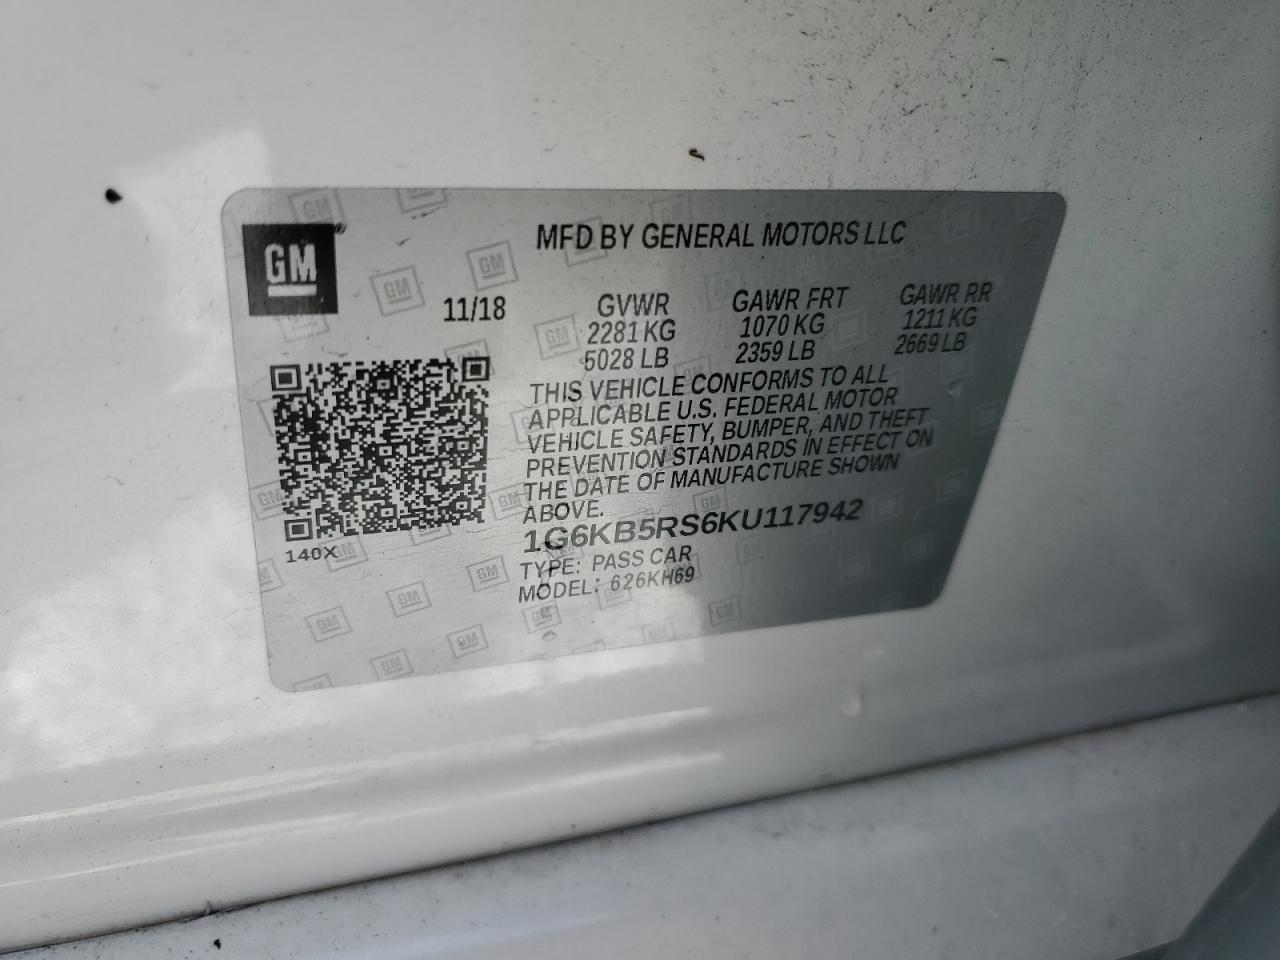 GM
MFD BY GENERAL MOTORS LLC
11/18
GVWR GAWR FRT GAWR RR
2281 KG 1070 KG 1211 KG
5028 LB 2359 LB 2669 LB
THIS VEHICLE CONFORMS TO ALL
APPLICABLE U.S. FEDERAL MOTOR
VEHICLE SAFETY, BUMPER, AND THEFT
PREVENTION STANDARDS IN EFFECT ON
THE DATE OF MANUFACTURE SHOWN
ABOVE.
1G6KB5RS6KU117942
140X
TYPE: PASS CAR
MODEL: 626KH69